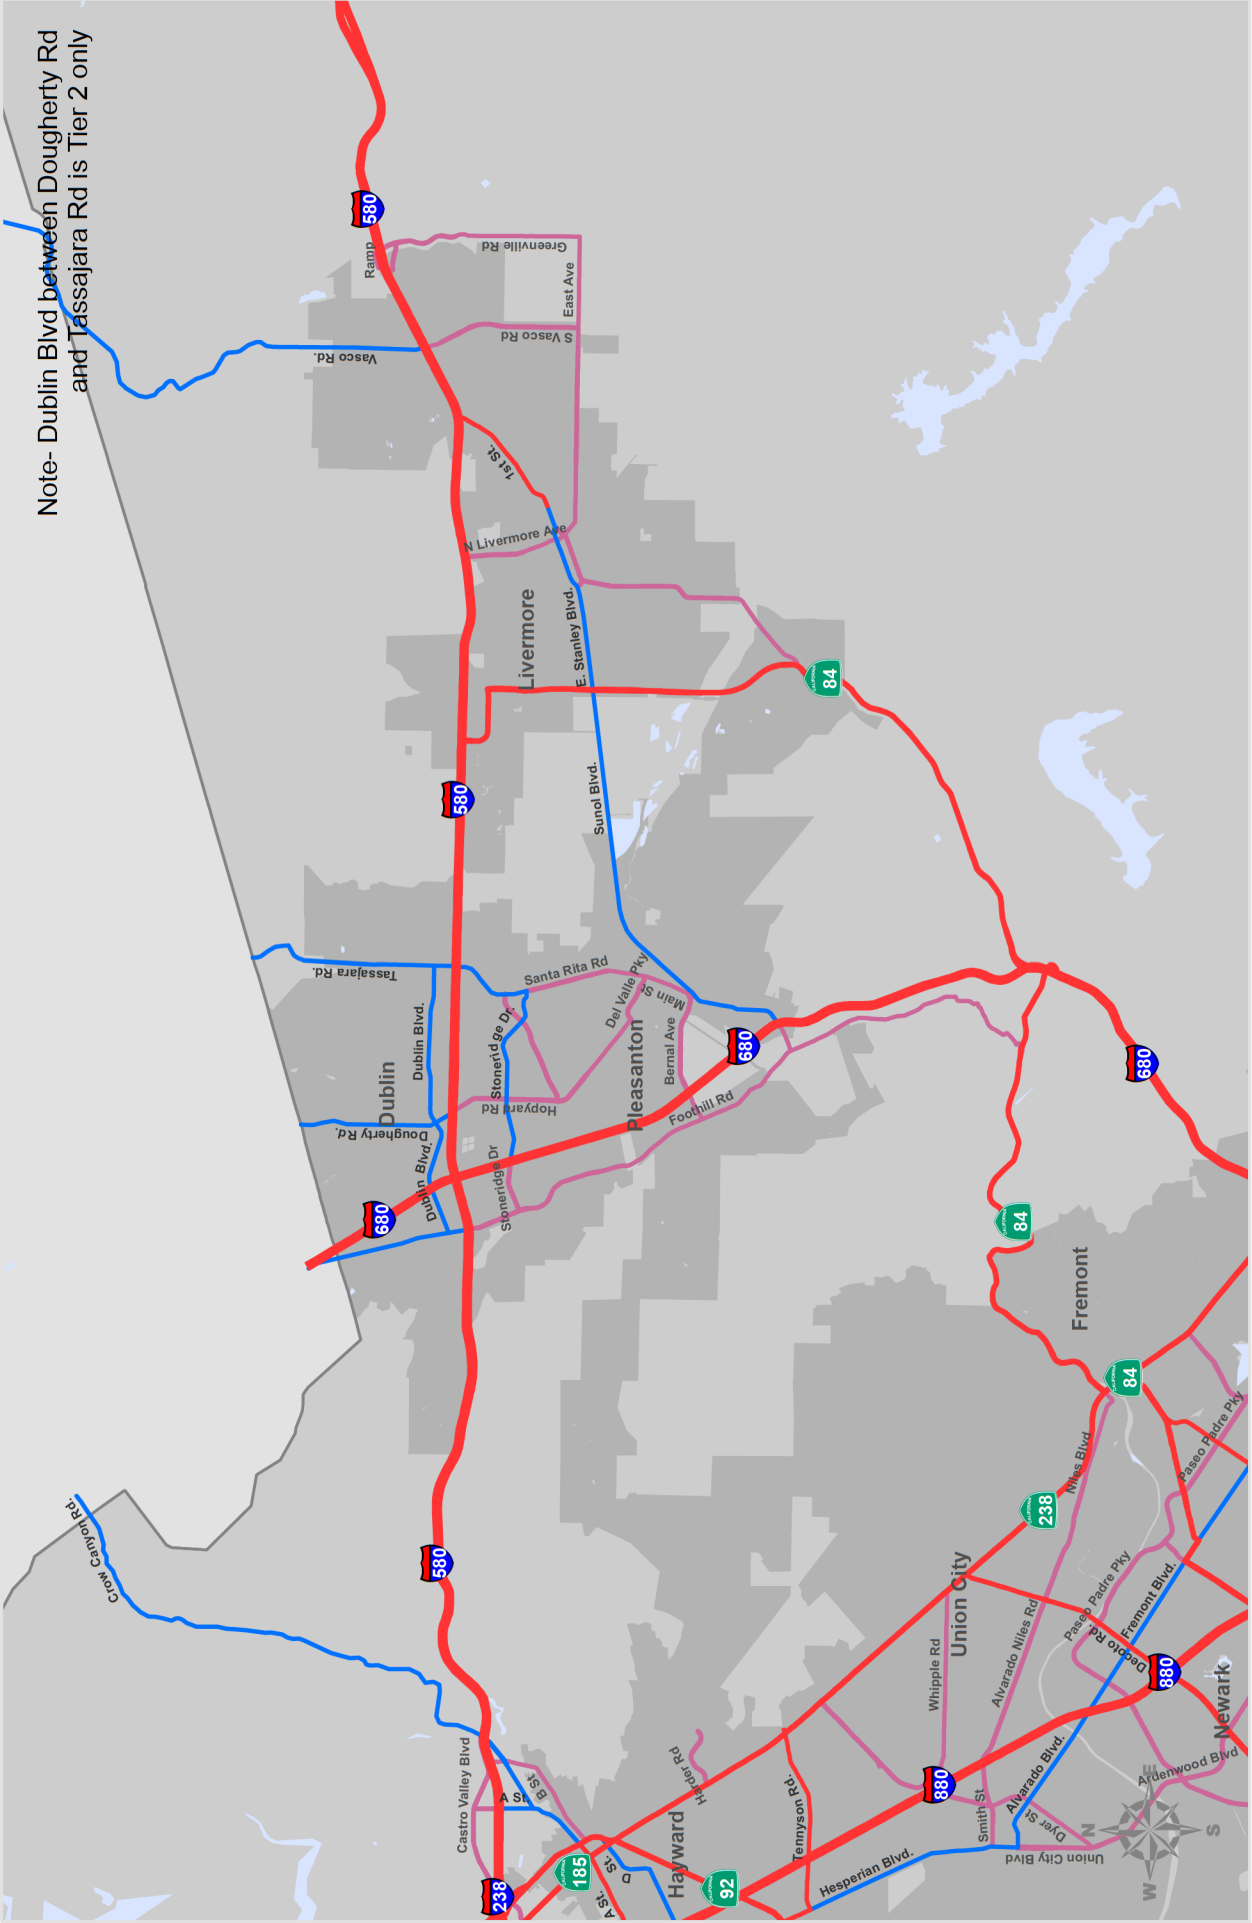 Note- Dublin Blvd between Dougherty Rd
and Tassajara Rd is Tier 2 only
Crow Canyon Rd.
580
Castro Valley Blvd
A St.
B St
238
185
A St.
D St.
Hayward
92
Harder Rd
Tennyson Rd.
Hesperian Blvd.
Whipple Rd
Union City
238
880
Smith St
Alvarado Niles Rd
Alvarado Blvd.
Dyer St
Union City Blvd
Niles Blvd
Paseo Padre Pky
Decoto Rd.
Fremont Blvd.
880
Paseo Padre Pky
Ardenwood Blvd
Newark
N
E
S
W
Fremont
84
84
680
680
Dublin Blvd.
Dougherty Rd.
Dublin
Dublin Blvd.
Tassajara Rd.
Stoneridge Dr
Hopyard Rd
Stoneridge Dr.
Santa Rita Rd
Del Valle Pky
Main St
Pleasanton
Bernal Ave
Foothill Rd
680
580
Sunol Blvd.
E. Stanley Blvd.
Livermore
N Livermore Ave
84
1st St.
Vasco Rd.
S Vasco Rd
East Ave
Greenville Rd
Ramp
580
CALIFORNIA
CALIFORNIA
CALIFORNIA
CALIFORNIA
CALIFORNIA
CALIFORNIA